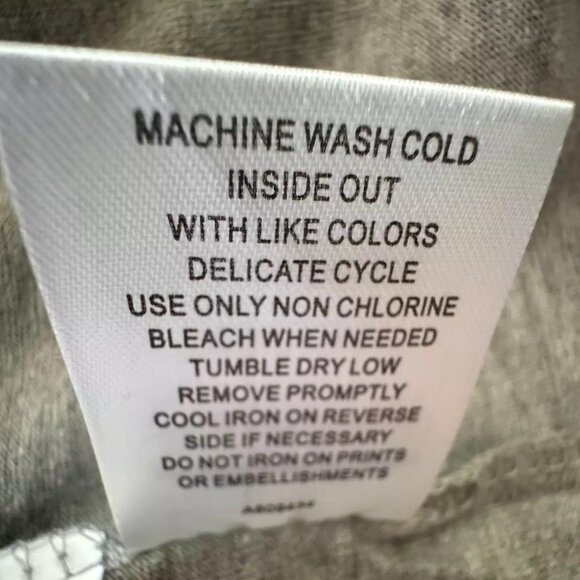 MACHINE WASH COLD
INSIDE OUT
WITH LIKE COLORS
DELICATE CYCLE
USE ONLY NON CHLORINE
BLEACH WHEN NEEDED
TUMBLE DRY LOW
REMOVE PROMPTLY
COOL IRON ON REVERSE
SIDE IF NECESSARY
DO NOT IRON ON PRINTS
OR EMBELLISHMENTS